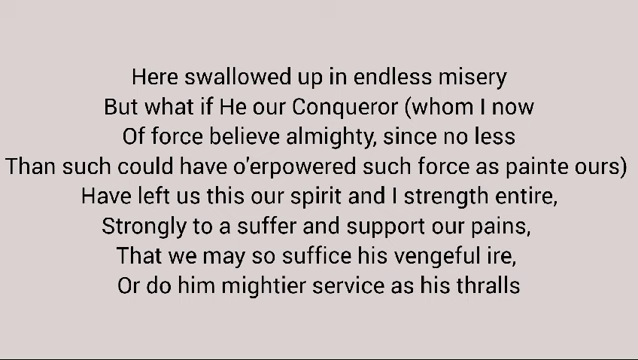 Here swallowed up in endless misery
But what if He our Conqueror (whom I now
Of force believe almighty, since no less
Than such could have o'erpowered such force as painte ours)
Have left us this our spirit and I strength entire,
Strongly to a suffer and support our pains,
That we may so suffice his vengeful ire,
Or do him mightier service as his thralls